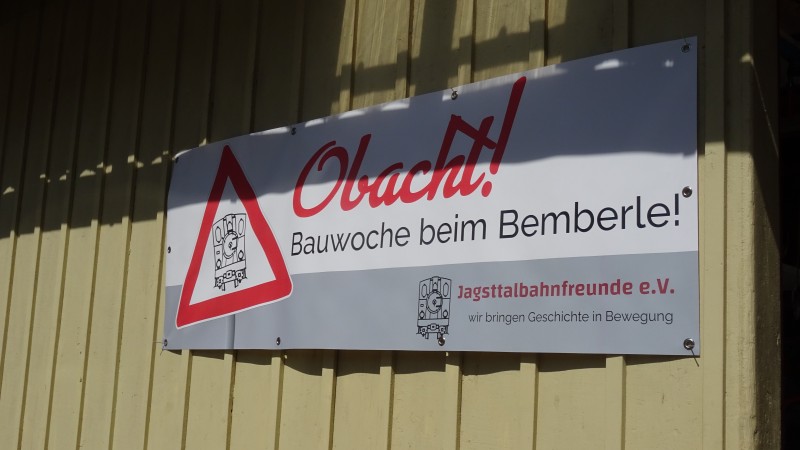 Obacht!
Bauwoche beim Bemberle!
Jagsttalbahnfreunde e.V.
wir bringen Geschichte in Bewegung